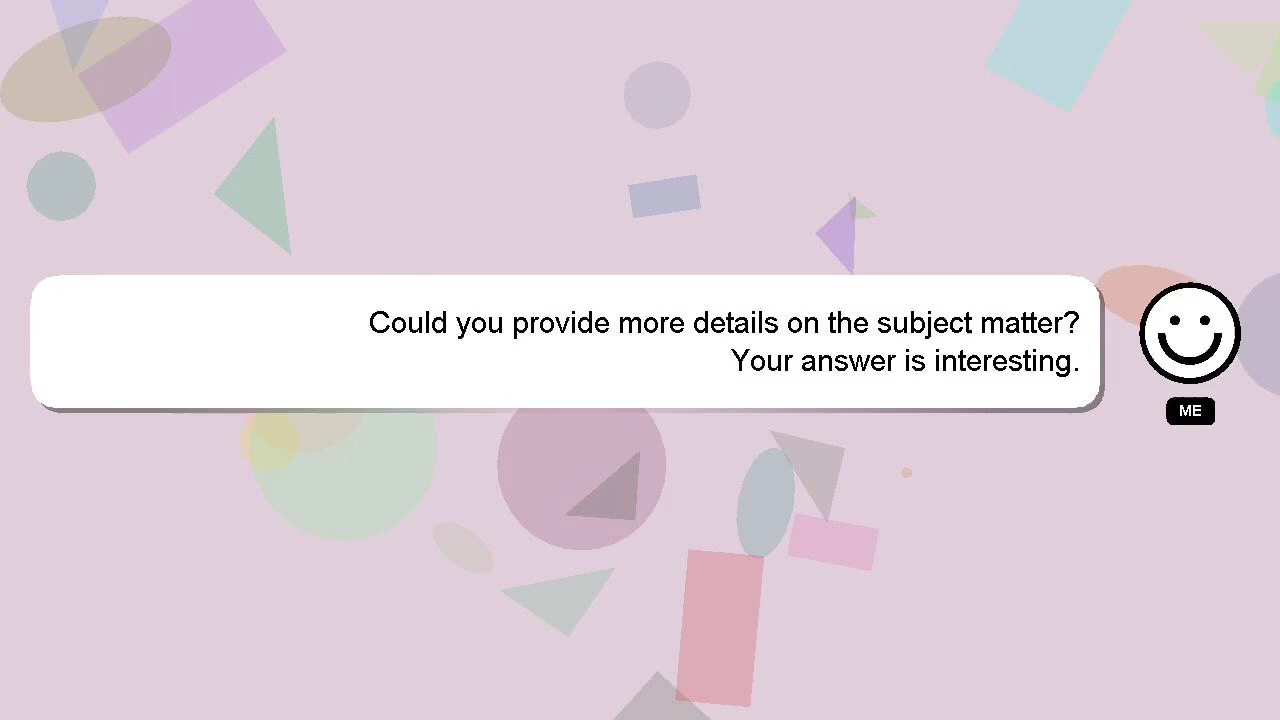 Could you provide more details on the subject matter?
Your answer is interesting.
ME